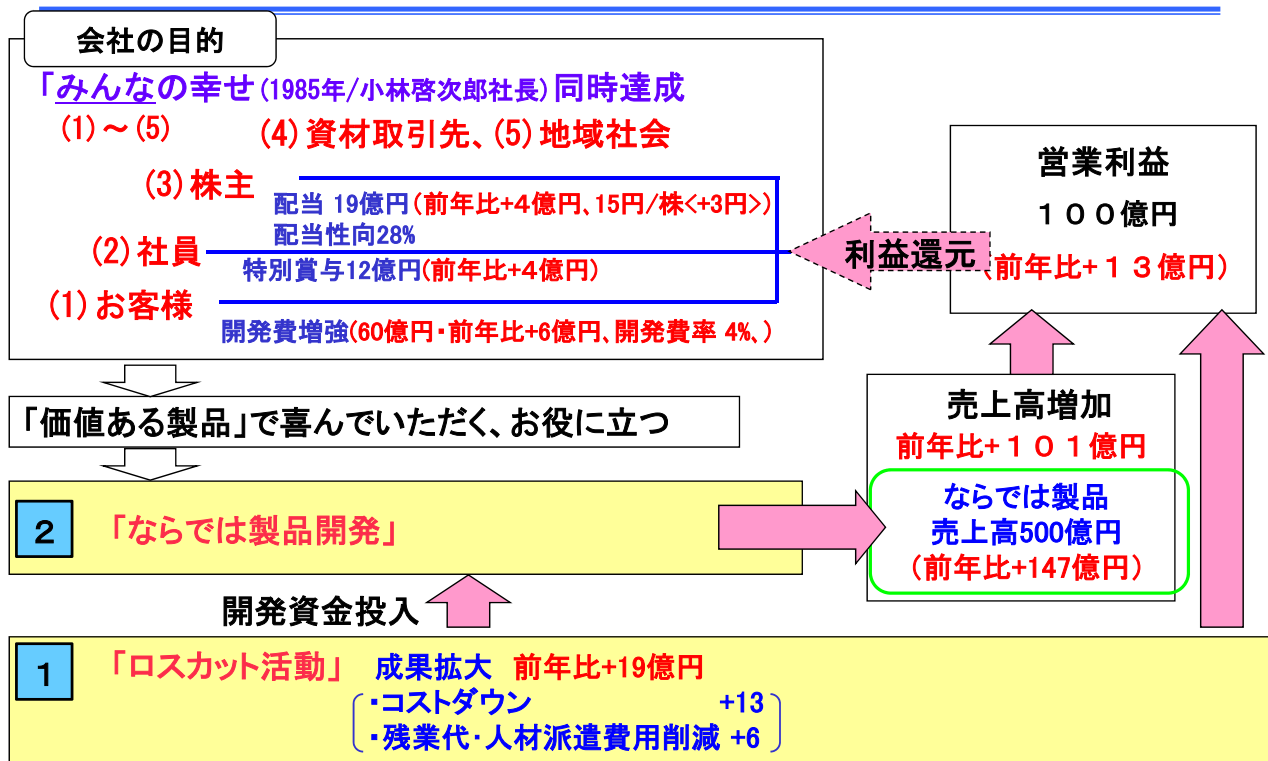 会社の目的
「みんなの幸せ(1985年/小林啓次郎社長)同時達成
(1)～(5)
(4)資材取引先、(5)地域社会
(3)株主
配当 19億円(前年比+4億円、15円/株<+3円>)
配当性向28%
(2)社員
特別賞与12億円(前年比+4億円)
(1)お客様
開発費増強(60億円・前年比+6億円、開発費率 4%、)
利益還元
営業利益
１００億円
（前年比+１３億円）
「価値ある製品」で喜んでいただく、お役に立つ
売上高増加
前年比+１０１億円
ならでは製品
売上高500億円
（前年比+147億円）
2
「ならでは製品開発」
開発資金投入
1
「ロスカット活動」 成果拡大 前年比+19億円
・コストダウン +13
・残業代・人材派遣費用削減 +6